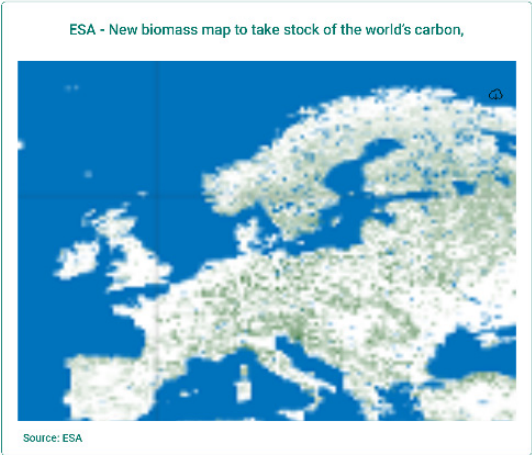 ESA - New biomass map to take stock of the world's carbon,
Source: ESA